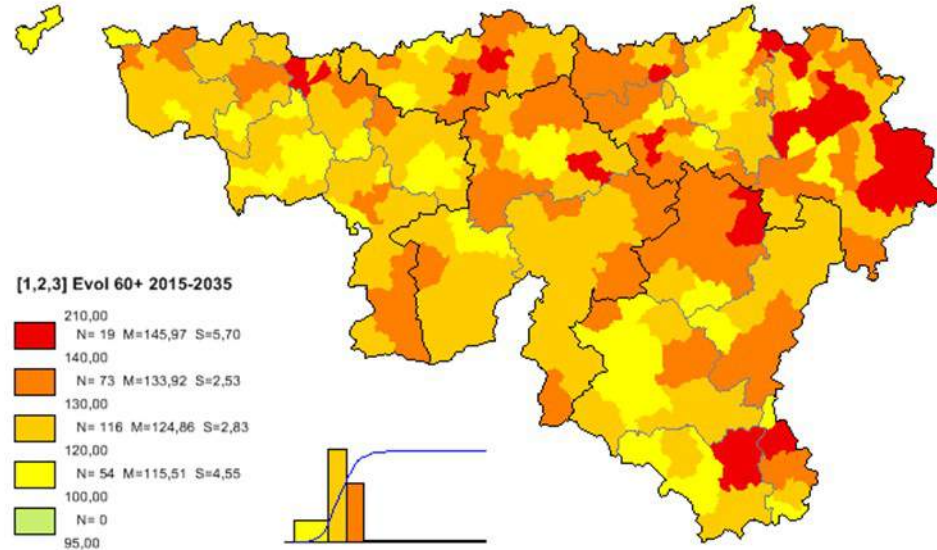 [1,2,3] Evol 60+ 2015-2035
210,00
N= 19 M=145,97 S=5,70
140,00
N= 73 M=133,92 S=2,53
130,00
N= 116 M=124,86 S=2,83
120,00
N= 54 M=115,51 S=4,55
100,00
N= 0
95,00